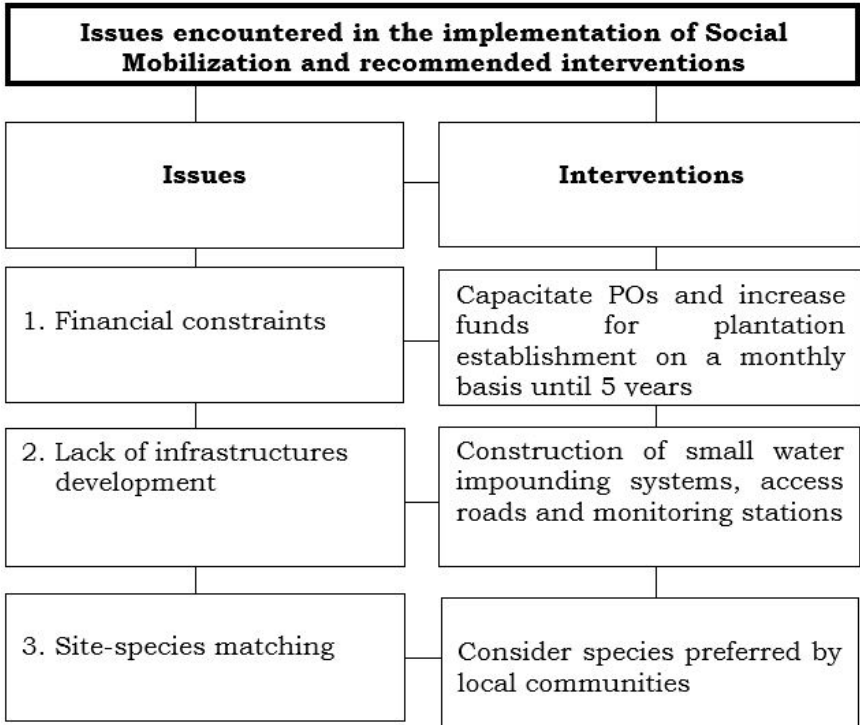 Issues encountered in the implementation of Social
Mobilization and recommended interventions
Issues
Interventions
1. Financial constraints
Capacitate POs and increase
funds for plantation
establishment on a monthly
basis until 5 years
2. Lack of infrastructures
development
Construction of small water
impounding systems, access
roads and monitoring stations
3. Site-species matching
Consider species preferred by
local communities